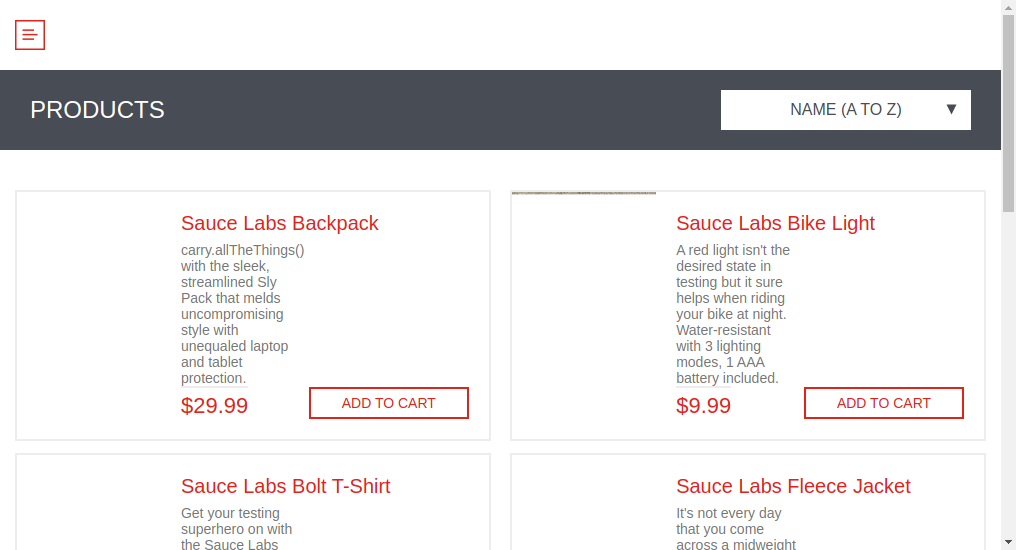 PRODUCTS
NAME (A TO Z)
Sauce Labs Backpack
carry.allTheThings()
with the sleek,
streamlined Sly
Pack that melds
uncompromising
style with
unequaled laptop
and tablet
protection.
$29.99
ADD TO CART
Sauce Labs Bike Light
A red light isn't the
desired state in
testing but it sure
helps when riding
your bike at night.
Water-resistant
with 3 lighting
modes, 1 AAA
battery included.
$9.99
ADD TO CART
Sauce Labs Bolt T-Shirt
Get your testing
superhero on with
the Sauce Labs
Sauce Labs Fleece Jacket
It's not every day
that you come
across a midweight